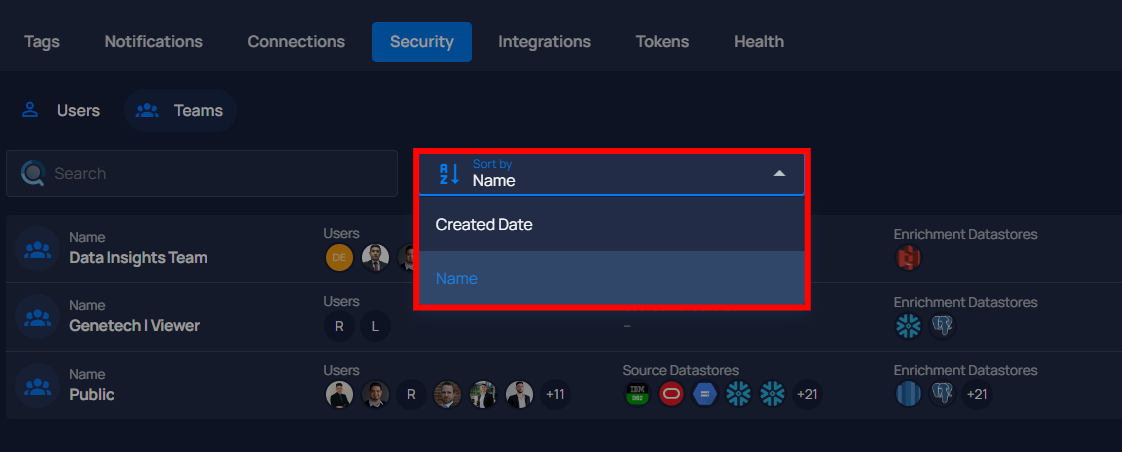 Tags Notifications Connections Security Integrations Tokens Health
Users Teams
Search
Sort by
Name
Created Date
Name
Name
Data Insights Team
Users
DE
Enrichment Datastores
Name
Genetech I Viewer
Users
R L
–
Enrichment Datastores
Name
Public
Users
R +11
Source Datastores
IBM
DB2
+21
Enrichment Datastores
+21